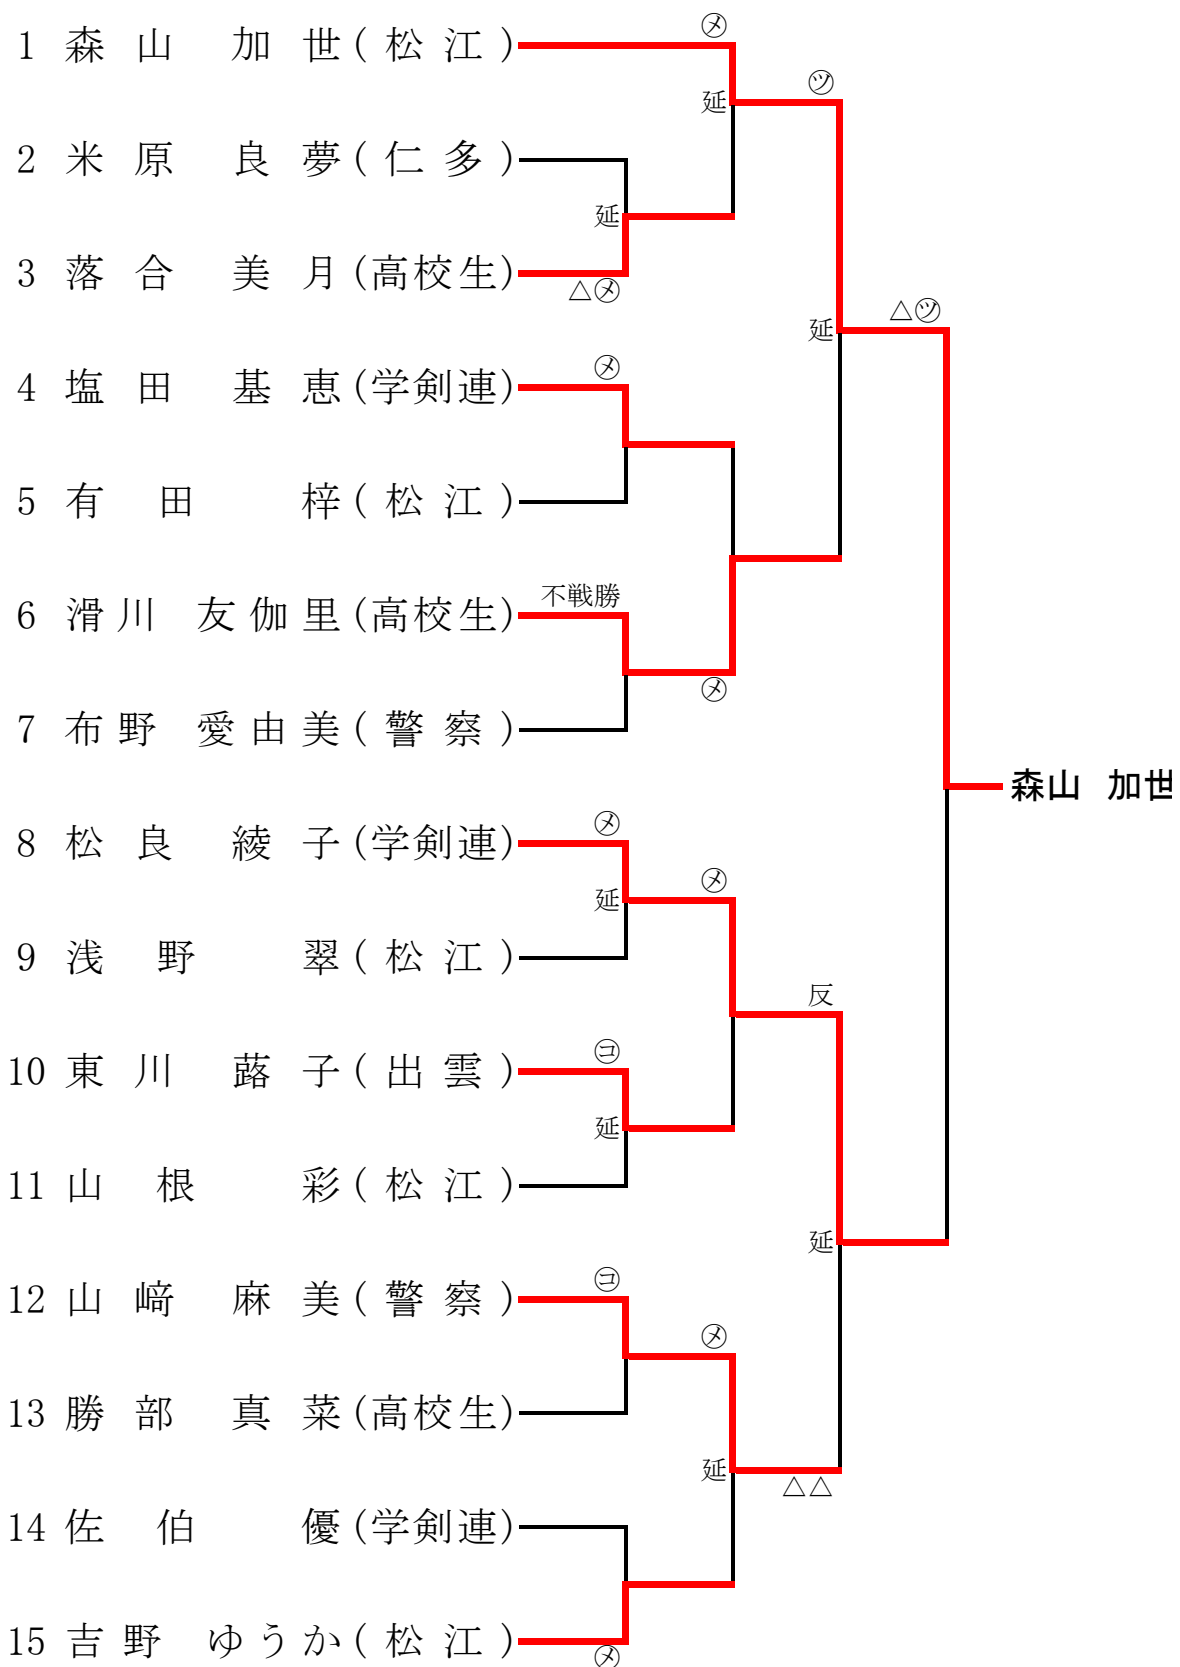 ㋱
1 森山 加世(松江)
㋡
延
2 米原 良夢(仁多)
延
3 落合 美月(高校生)
△㋱
△㋡
延
㋱
4 塩田 基恵(学剣連)
5 有田 梓(松江)
不戦勝
6 滑川 友伽里(高校生)
㋱
7 布野 愛由美(警察)
森山 加世
㋱
8 松良 綾子(学剣連)
㋱
延
9 浅野 翠(松江)
反
㋙
10 東川 蕗子(出雲)
延
11 山根 彩(松江)
延
㋙
12 山﨑 麻美(警察)
㋱
13 勝部 真菜(高校生)
延
△△
14 佐伯 優(学剣連)
15 吉野 ゆうか(松江)
㋱